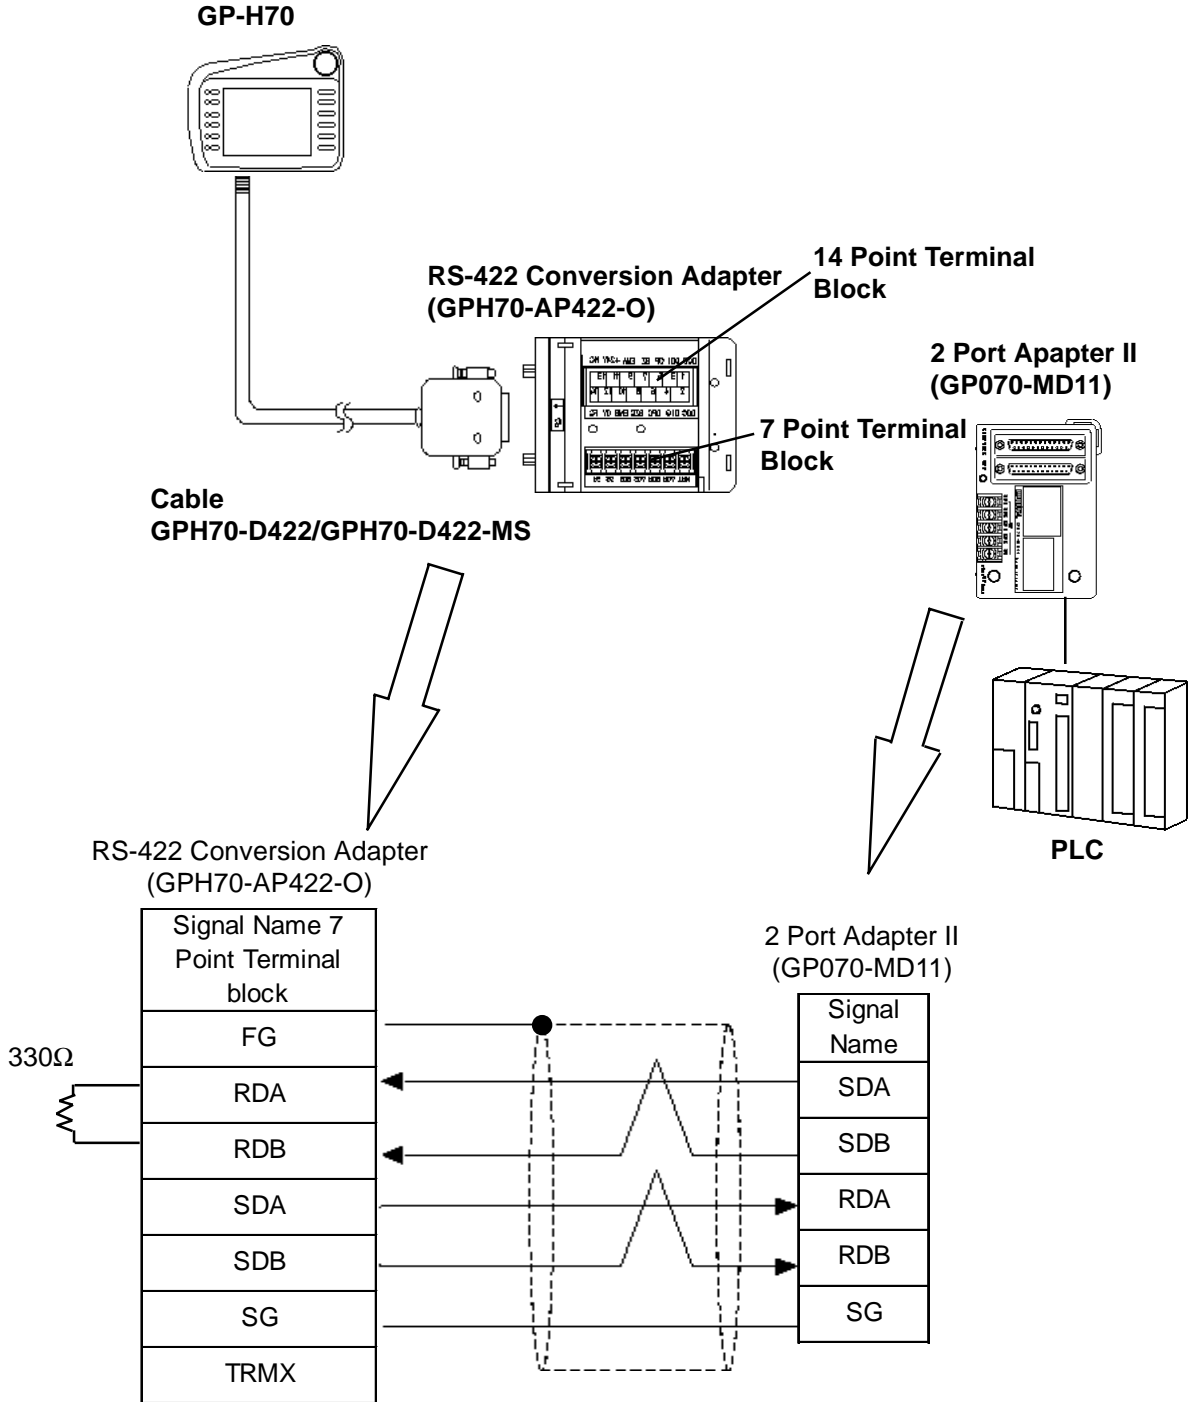 GP-H70
14 Point Terminal
Block
RS-422 Conversion Adapter
(GPH70-AP422-O)
2 Port Apapter II
(GP070-MD11)
7 Point Terminal
Block
Cable
GPH70-D422/GPH70-D422-MS
PLC
RS-422 Conversion Adapter
(GPH70-AP422-O)
Signal Name 7
Point Terminal
block
FG
RDA
RDB
SDA
SDB
SG
TRMX
330Ω
2 Port Adapter II
(GP070-MD11)
Signal
Name
SDA
SDB
RDA
RDB
SG